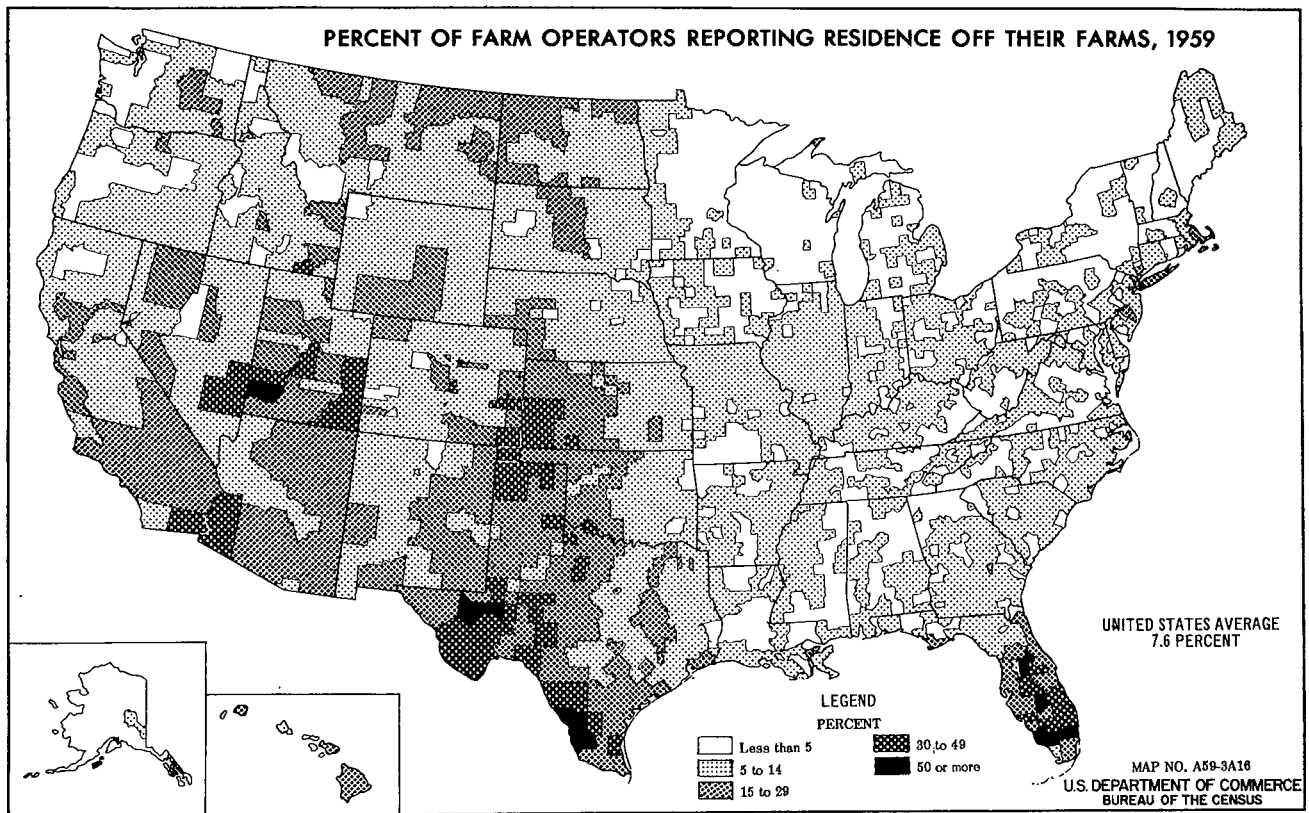 PERCENT OF FARM OPERATORS REPORTING RESIDENCE OFF THEIR FARMS, 1959
UNITED STATES AVERAGE
7.6 PERCENT
LEGEND
PERCENT
Less than 5
5 to 14
15 to 29
30 to 49
50 or more
MAP NO. A59-3A16
U.S. DEPARTMENT OF COMMERCE
BUREAU OF THE CENSUS